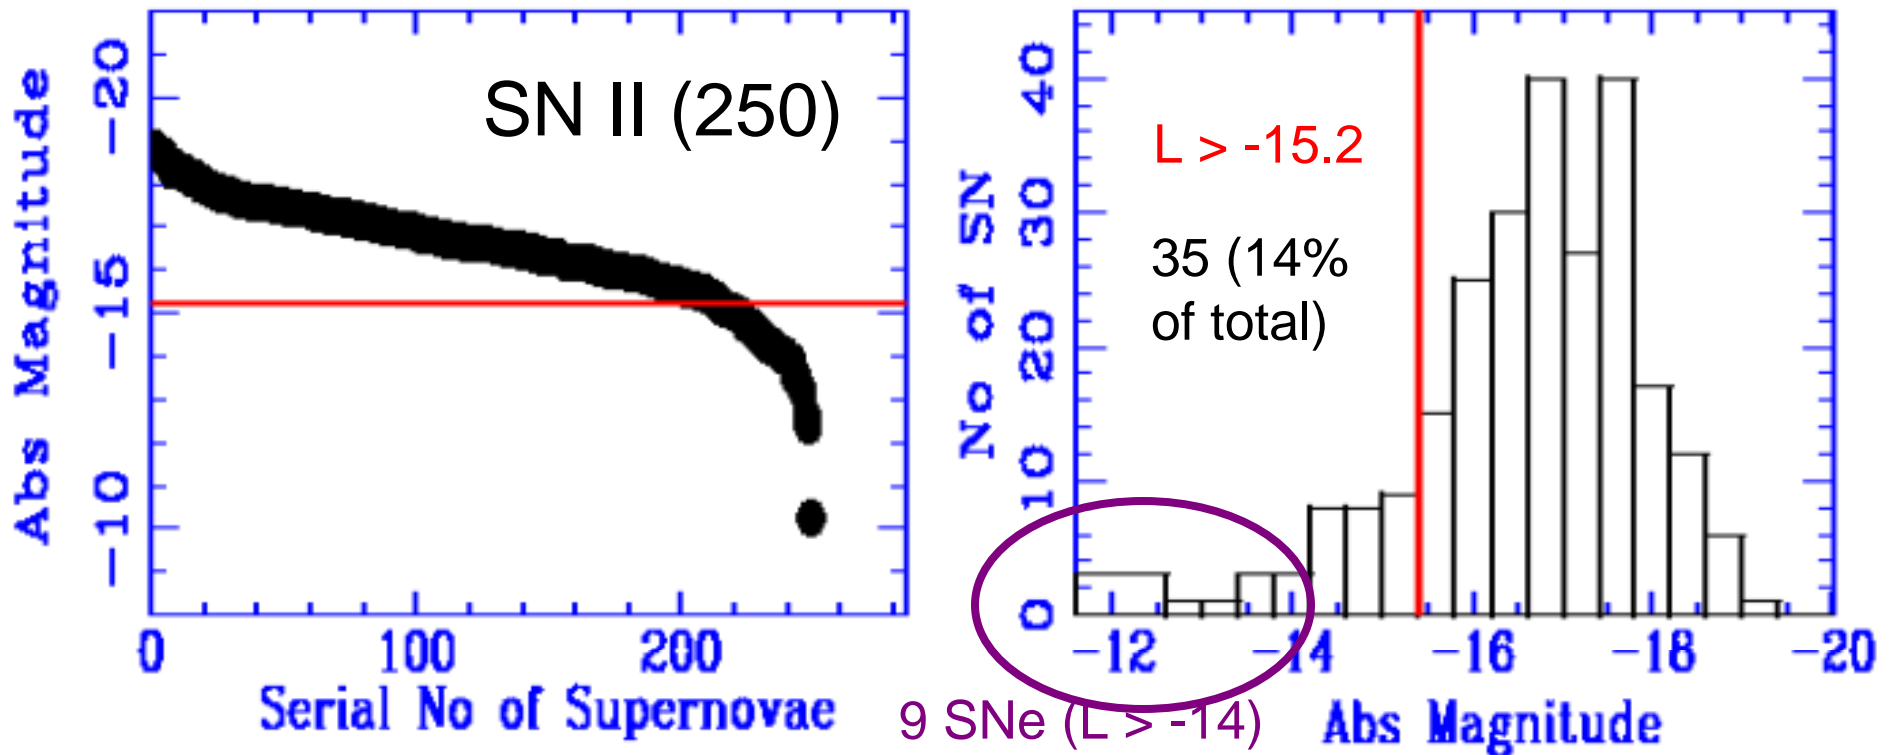 SN II (250)
Abs Magnitude
-20
-15
-10
0 100 200
Serial No of Supernovae
L > -15.2
35 (14%
of total)
No of SN
40
30
20
10
0
-12 -14 -16 -18 -20
9 SNe (L > -14)
Abs Magnitude